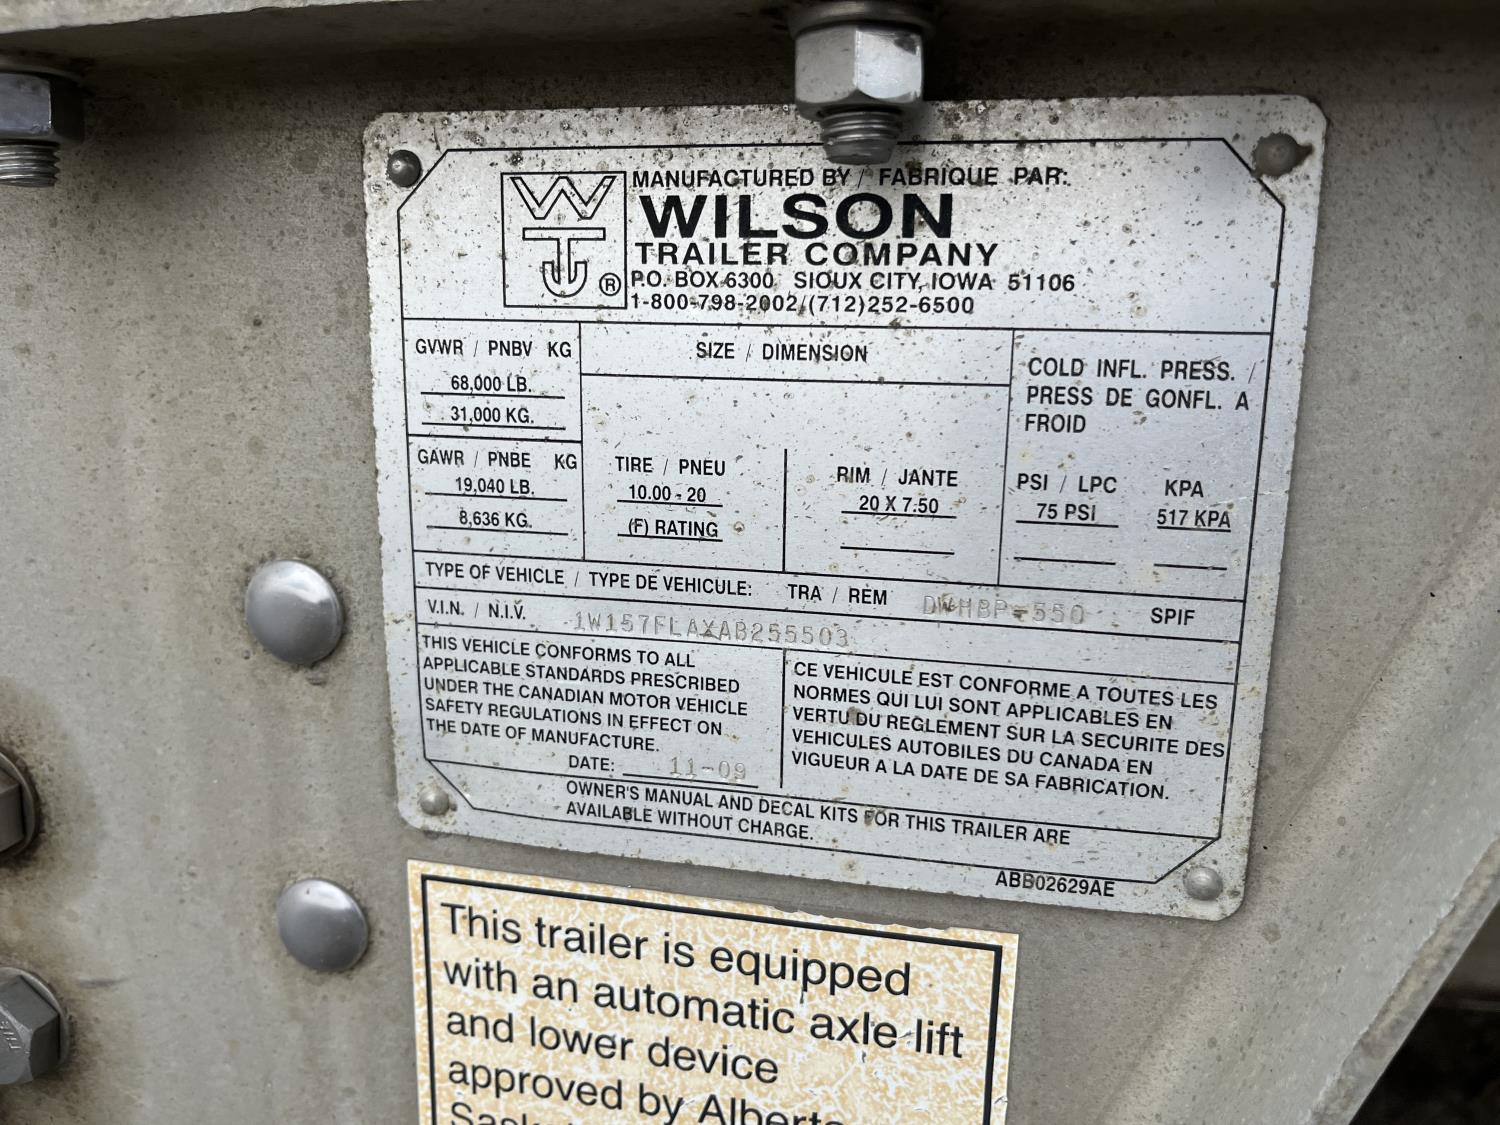 MANUFACTURED BY / FABRIQUE PAR:
WT ®
WILSON
TRAILER COMPANY
P.O. BOX 6300 SIOUX CITY, IOWA 51106
1-800-798-2002/(712)252-6500
GVWR / PNBV KG
68,000 LB.
31,000 KG.
GAWR / PNBE KG
19,040 LB.
8,636 KG.
SIZE / DIMENSION
TIRE / PNEU
10.00 - 20
(F) RATING
RIM / JANTE
20 X 7.50
COLD INFL. PRESS. /
PRESS DE GONFL. A
FROID
PSI / LPC KPA
75 PSI 517 KPA
TYPE OF VEHICLE / TYPE DE VEHICULE: TRA / REM DWHBP-550 SPIF
V.I.N. / N.I.V. 1W157FLAXAB255503
THIS VEHICLE CONFORMS TO ALL
APPLICABLE STANDARDS PRESCRIBED
UNDER THE CANADIAN MOTOR VEHICLE
SAFETY REGULATIONS IN EFFECT ON
THE DATE OF MANUFACTURE.
DATE: 11-09
CE VEHICULE EST CONFORME A TOUTES LES
NORMES QUI LUI SONT APPLICABLES EN
VERTU DU REGLEMENT SUR LA SECURITE DES
VEHICULES AUTOBILES DU CANADA EN
VIGUEUR A LA DATE DE SA FABRICATION.
OWNER'S MANUAL AND DECAL KITS FOR THIS TRAILER ARE
AVAILABLE WITHOUT CHARGE.
ABB02629AE
This trailer is equipped
with an automatic axle lift
and lower device
approved by Alberta